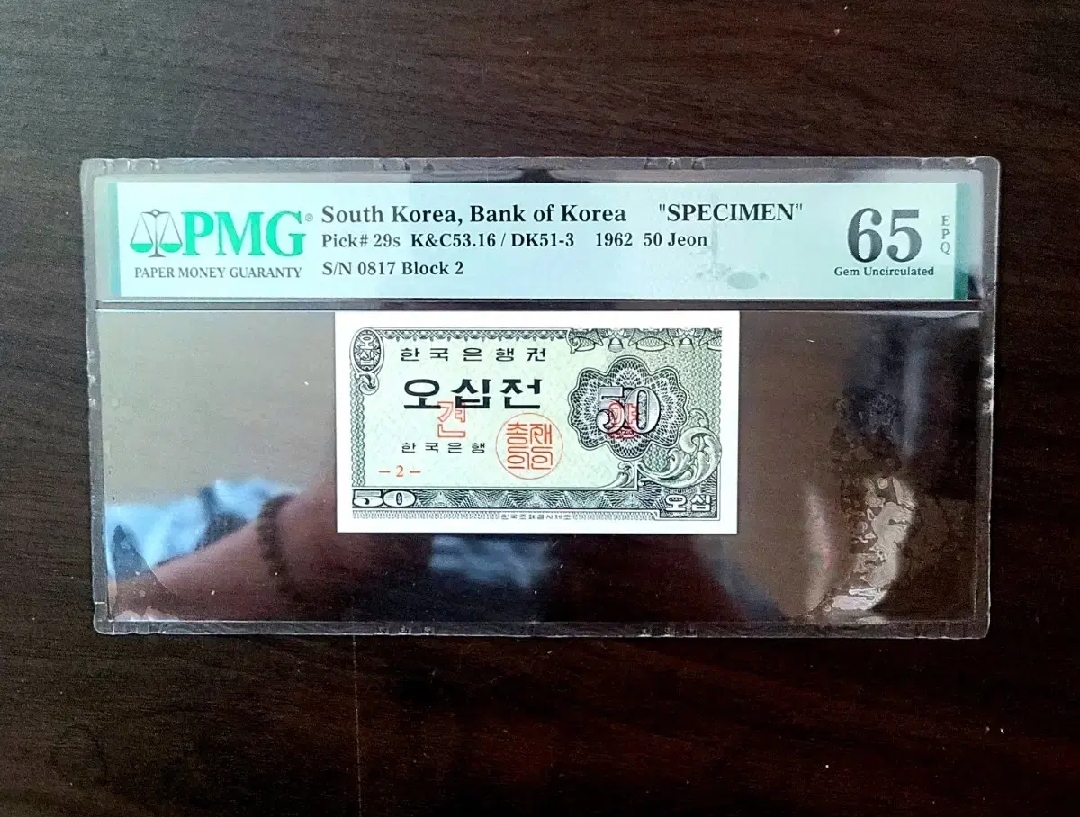 PMG®
PAPER MONEY GUARANTY
South Korea, Bank of Korea "SPECIMEN"
Pick# 29s K&C53.16 / DK51-3 1962 50 Jeon
S/N 0817 Block 2
65
EPQ
Gem Uncirculated
오십
한국은행권
오십전
견
50
한국은행
총재의인
－2－
50
오십